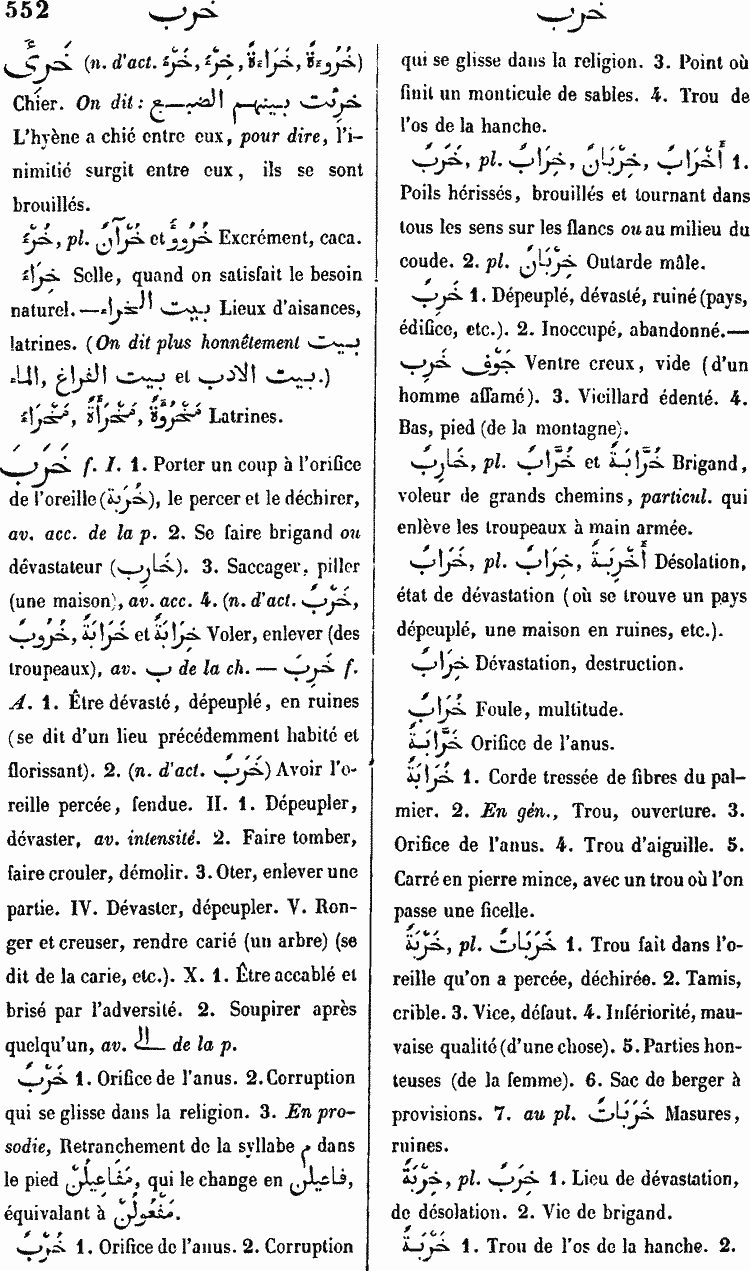 552 خرب خرب
خَرِئَ (n. d'act. خَرْءٌ, خِرْءٌ, خَرَاءَةٌ, خُرُوءَةٌ)
Chier. On dit : خرئت بينهم الضبع
L'hyène a chié entre eux, pour dire, l'i-
nimitié surgit entre eux, ils se sont
brouillés.
خُرْءٌ, pl. خُرْآنٌ et خُرُوءٌ Excrément, caca.
خِرَاءٌ Selle, quand on satisfait le besoin
naturel. — بيت الخراء Lieux d'aisances,
latrines. (On dit plus honnêtement بيت
الماء, بيت الفراغ et بيت الادب.)
مَخْرَاءٌ, مَخْرَأَةٌ, مَخْرُوَّةٌ Latrines.
خَرَبَ f. I. 1. Porter un coup à l'orifice
de l'oreille (خُرْبَة), le percer et le déchirer,
av. acc. de la p. 2. Se faire brigand ou
dévastateur (خَارِب). 3. Saccager, piller
(une maison), av. acc. 4. (n. d'act. خَرْبٌ,
خُرُوبٌ, خَرَابَةٌ et خِرَابَةٌ Voler, enlever (des
troupeaux), av. ب de la ch. — خَرِبَ f.
A. 1. Être dévasté, dépeuplé, en ruines
(se dit d'un lieu précédemment habité et
florissant). 2. (n. d'act. خَرَبٌ) Avoir l'o-
reille percée, fendue. II. 1. Dépeupler,
dévaster, av. intensité. 2. Faire tomber,
faire crouler, démolir. 3. Oter, enlever une
partie. IV. Dévaster, dépeupler. V. Ron-
ger et creuser, rendre carié (un arbre) (se
dit de la carie, etc.). X. 1. Être accablé et
brisé par l'adversité. 2. Soupirer après
quelqu'un, av. الى de la p.
خَرْبٌ 1. Orifice de l'anus. 2. Corruption
qui se glisse dans la religion. 3. En pro-
sodie, Retranchement de la syllabe م dans
le pied مَفَاعِيلُنْ, qui le change en فاعيلن,
équivalant à مَفْعُولُنْ.
خُرْبٌ 1. Orifice de l'anus. 2. Corruption
qui se glisse dans la religion. 3. Point où
finit un monticule de sables. 4. Trou de
l'os de la hanche.
خَرَبٌ, pl. خِرَابٌ, خِرْبَانٌ, أَخْرَابٌ 1.
Poils hérissés, brouillés et tournant dans
tous les sens sur les flancs ou au milieu du
coude. 2. pl. خِرْبَانٌ Outarde mâle.
خَرِبٌ 1. Dépeuplé, dévasté, ruiné (pays,
édifice, etc.). 2. Inoccupé, abandonné. —
جَوْف خَرِب Ventre creux, vide (d'un
homme affamé). 3. Vieillard édenté. 4.
Bas, pied (de la montagne).
خَارِبٌ, pl. خُرَّابٌ et خُرَّابَةٌ Brigand,
voleur de grands chemins, particul. qui
enlève les troupeaux à main armée.
خَرَابٌ, pl. خِرَابٌ, أَخْرِبَةٌ Désolation,
état de dévastation (où se trouve un pays
dépeuplé, une maison en ruines, etc.).
خِرَابٌ Dévastation, destruction.
خُرَابٌ Foule, multitude.
خَرَّابَةٌ Orifice de l'anus.
خُرَابَةٌ 1. Corde tressée de fibres du pal-
mier. 2. En gén., Trou, ouverture. 3.
Orifice de l'anus. 4. Trou d'aiguille. 5.
Carré en pierre mince, avec un trou où l'on
passe une ficelle.
خَرْبَةٌ, pl. خَرَبَاتٌ 1. Trou fait dans l'o-
reille qu'on a percée, déchirée. 2. Tamis,
crible. 3. Vice, défaut. 4. Infériorité, mau-
vaise qualité (d'une chose). 5. Parties hon-
teuses (de la femme). 6. Sac de berger à
provisions. 7. au pl. خَرَبَاتٌ Masures,
ruines.
خِرْبَةٌ, pl. خِرَبٌ 1. Lieu de dévastation,
de désolation. 2. Vie de brigand.
خَرَبَةٌ 1. Trou de l'os de la hanche. 2.